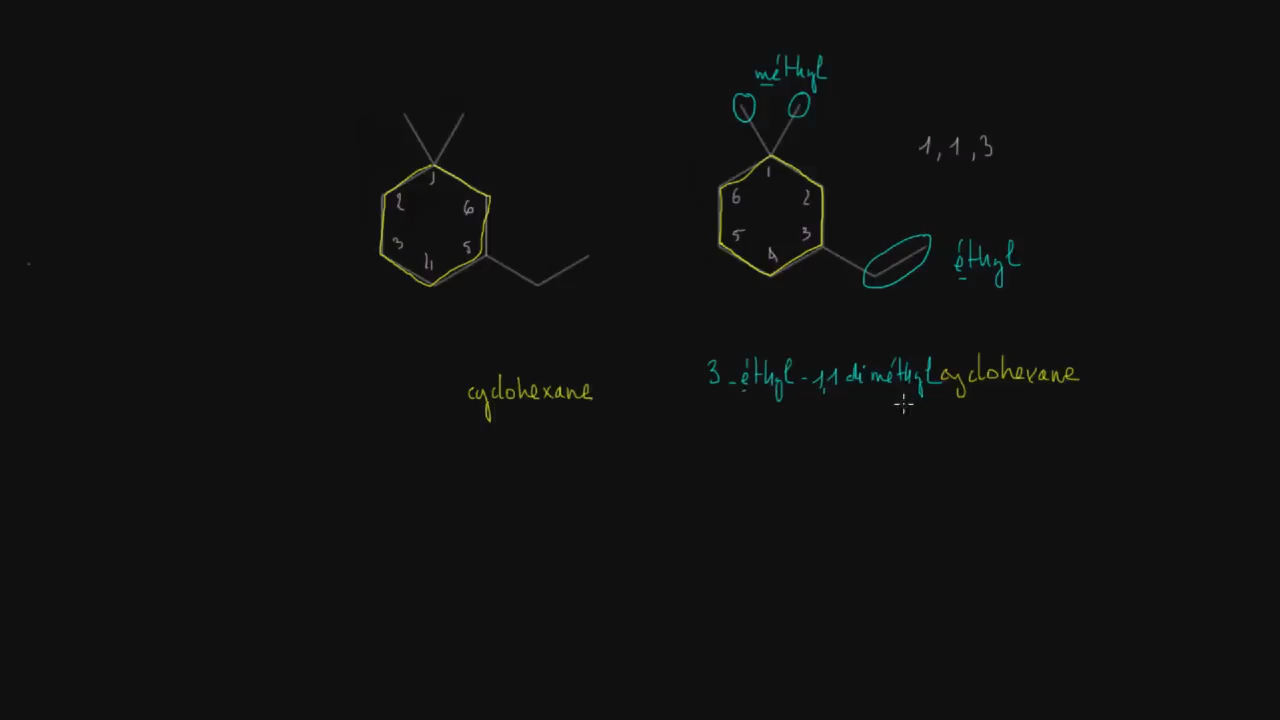 méthyl
1, 1, 3
1
6
2
5
3
4
éthyl
1
2
6
3
5
4
3-éthyl-1,1 diméthylcyclohexane
cyclohexane